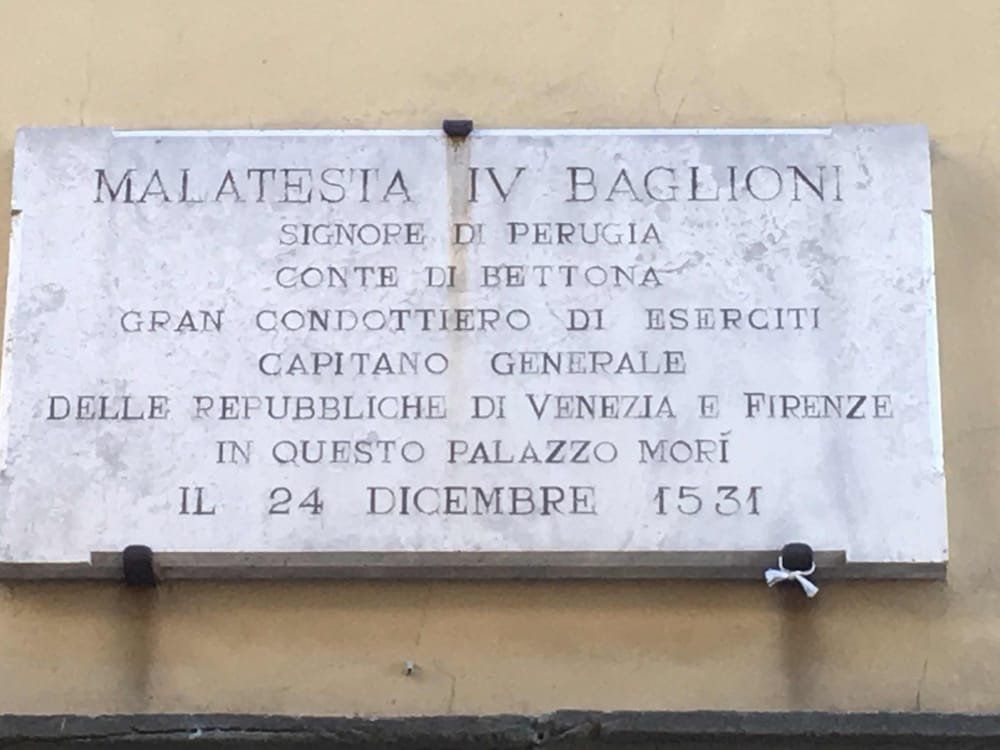 MALATESTA IV BAGLIONI
SIGNORE DI PERUGIA
CONTE DI BETTONA
GRAN CONDOTTIERO DI ESERCITI
CAPITANO GENERALE
DELLE REPUBBLICHE DI VENEZIA E FIRENZE
IN QUESTO PALAZZO MORÌ
IL 24 DICEMBRE 1531